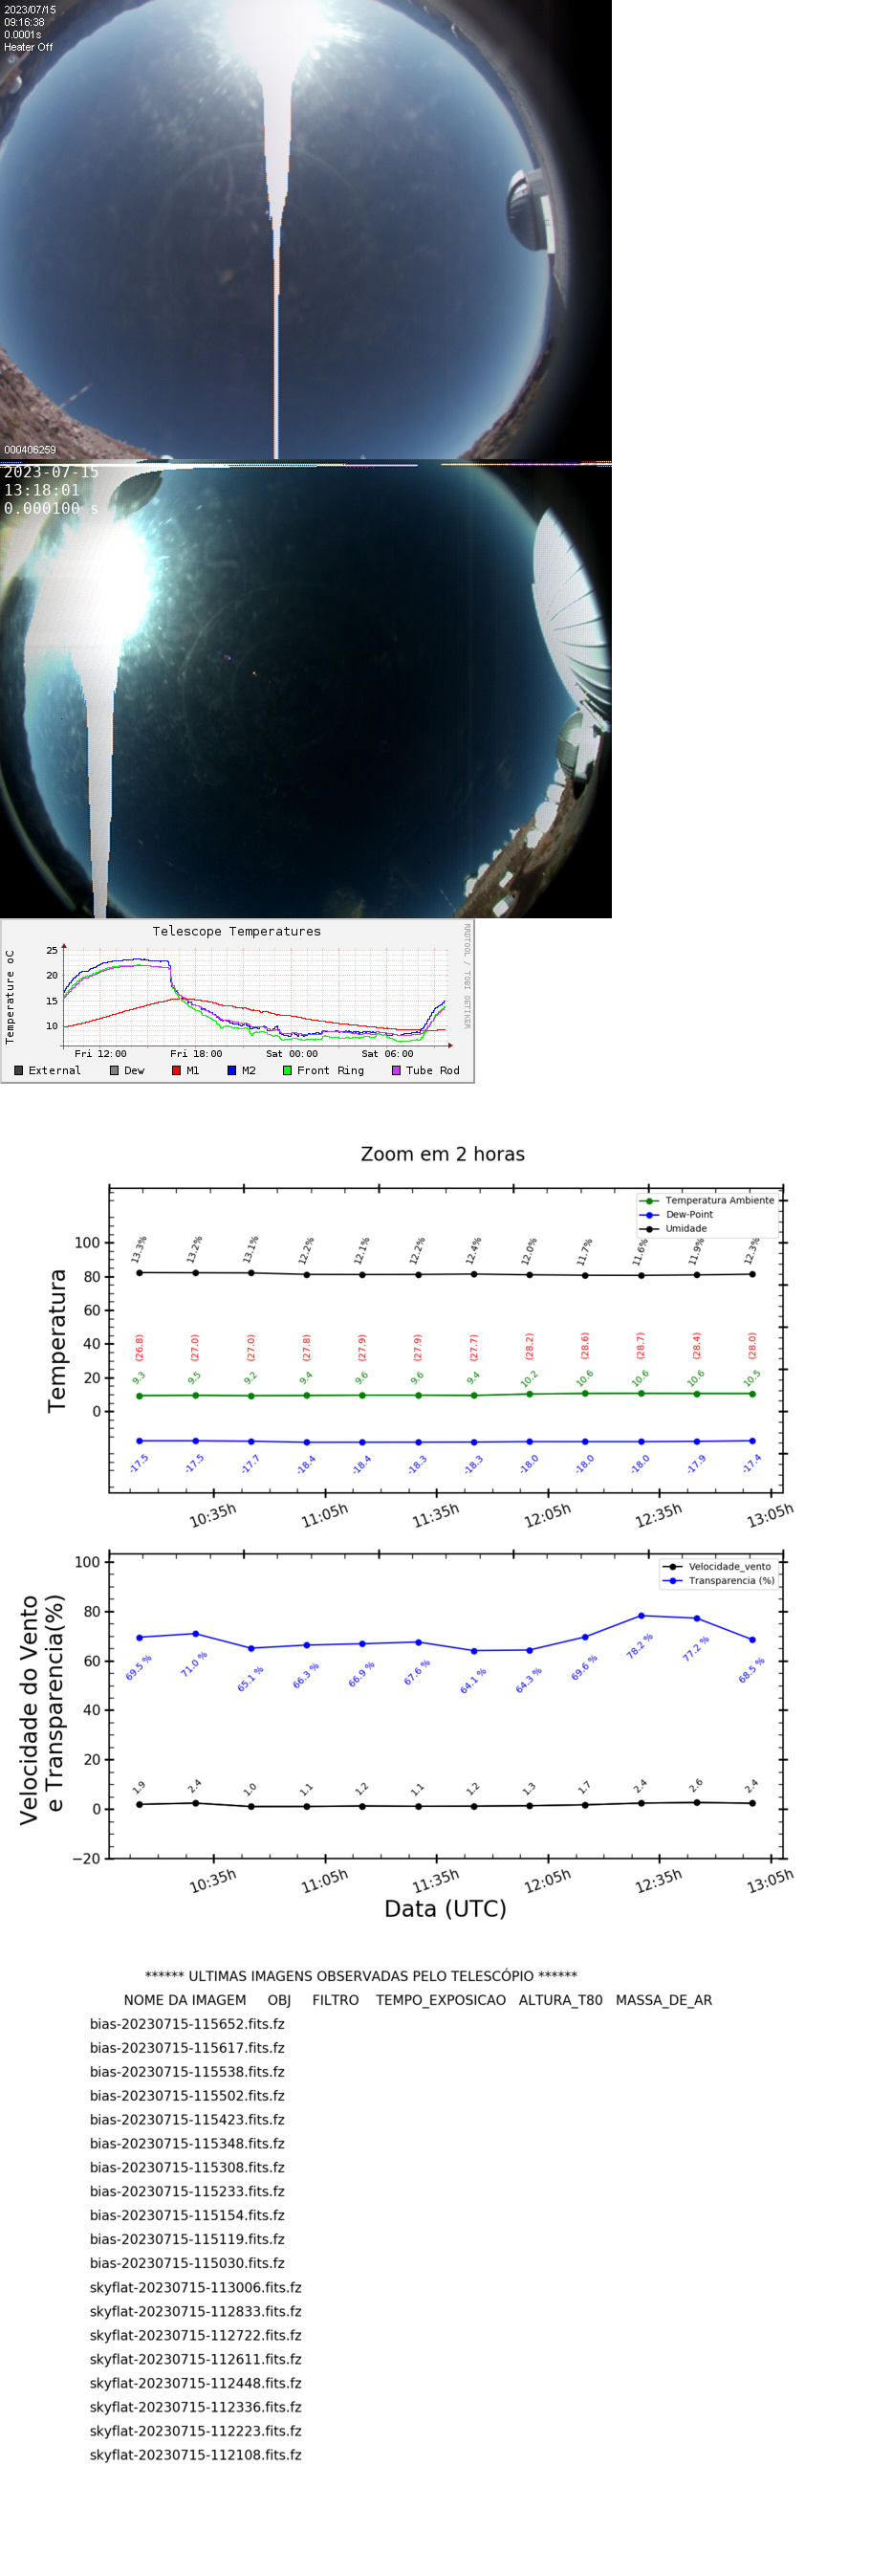 2023/07/15
09:16:38
0.0001s
Heater Off
000406259
2023-07-15
13:18:01
0.000100 s
Telescope Temperatures
RRDTOOL / TOBI OETIKER
Temperature oC
25
20
15
10
Fri 12:00 Fri 18:00 Sat 00:00 Sat 06:00
External Dew M1 M2 Front Ring Tube Rod
Zoom em 2 horas
Temperatura Ambiente
Dew-Point
Umidade
Temperatura
100
80
60
40
20
0
13.3% 13.2% 13.1% 12.2% 12.1% 12.2% 12.4% 12.0% 11.7% 11.6% 11.9% 12.3%
(26.8) (27.0) (27.0) (27.8) (27.9) (27.9) (27.7) (28.2) (28.6) (28.7) (28.4) (28.0)
9.3 9.5 9.2 9.4 9.6 9.6 9.4 10.2 10.6 10.6 10.6 10.5
-17.5 -17.5 -17.7 -18.4 -18.4 -18.3 -18.3 -18.0 -18.0 -18.0 -17.9 -17.4
10:35h 11:05h 11:35h 12:05h 12:35h 13:05h
Velocidade_vento
Transparencia (%)
Velocidade do Vento
e Transparencia(%)
100
80
60
40
20
0
−20
69.5 % 71.0 % 65.1 % 66.3 % 66.9 % 67.6 % 64.1 % 64.3 % 69.6 % 78.2 % 77.2 % 68.5 %
1.9 2.4 1.0 1.1 1.2 1.1 1.2 1.3 1.7 2.4 2.6 2.4
10:35h 11:05h 11:35h 12:05h 12:35h 13:05h
Data (UTC)
****** ULTIMAS IMAGENS OBSERVADAS PELO TELESCÓPIO ******
NOME DA IMAGEM OBJ FILTRO TEMPO_EXPOSICAO ALTURA_T80 MASSA_DE_AR
bias-20230715-115652.fits.fz
bias-20230715-115617.fits.fz
bias-20230715-115538.fits.fz
bias-20230715-115502.fits.fz
bias-20230715-115423.fits.fz
bias-20230715-115348.fits.fz
bias-20230715-115308.fits.fz
bias-20230715-115233.fits.fz
bias-20230715-115154.fits.fz
bias-20230715-115119.fits.fz
bias-20230715-115030.fits.fz
skyflat-20230715-113006.fits.fz
skyflat-20230715-112833.fits.fz
skyflat-20230715-112722.fits.fz
skyflat-20230715-112611.fits.fz
skyflat-20230715-112448.fits.fz
skyflat-20230715-112336.fits.fz
skyflat-20230715-112223.fits.fz
skyflat-20230715-112108.fits.fz